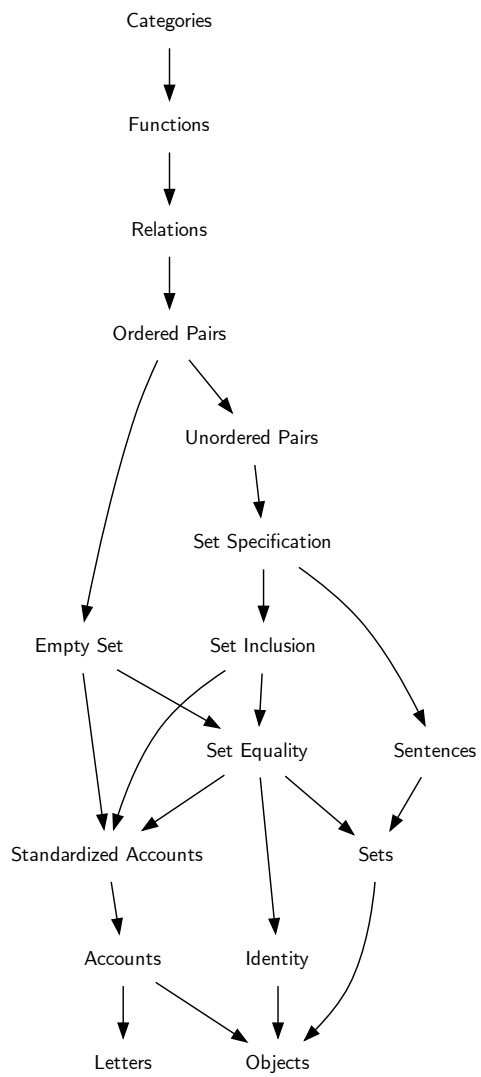 Categories
Functions
Relations
Ordered Pairs
Unordered Pairs
Set Specification
Empty Set
Set Inclusion
Set Equality
Sentences
Standardized Accounts
Sets
Accounts
Identity
Letters
Objects